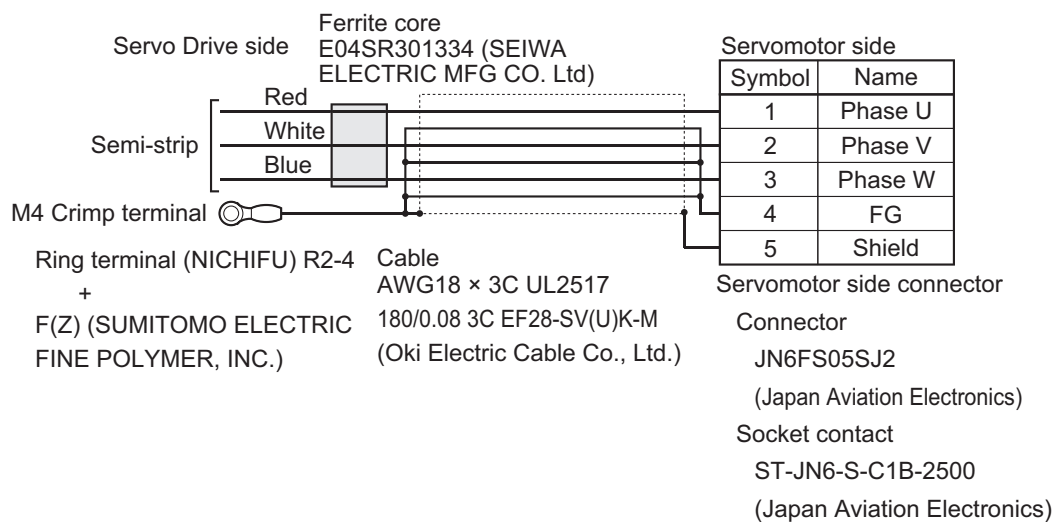 Servo Drive side
Ferrite core
E04SR301334 (SEIWA
ELECTRIC MFG CO. Ltd)
Servomotor side
Symbol Name
1 Phase U
2 Phase V
3 Phase W
4 FG
5 Shield
Red
White
Blue
Semi-strip
M4 Crimp terminal
Ring terminal (NICHIFU) R2-4
+
F(Z) (SUMITOMO ELECTRIC
FINE POLYMER, INC.)
Cable
AWG18 × 3C UL2517
180/0.08 3C EF28-SV(U)K-M
(Oki Electric Cable Co., Ltd.)
Servomotor side connector
Connector
JN6FS05SJ2
(Japan Aviation Electronics)
Socket contact
ST-JN6-S-C1B-2500
(Japan Aviation Electronics)